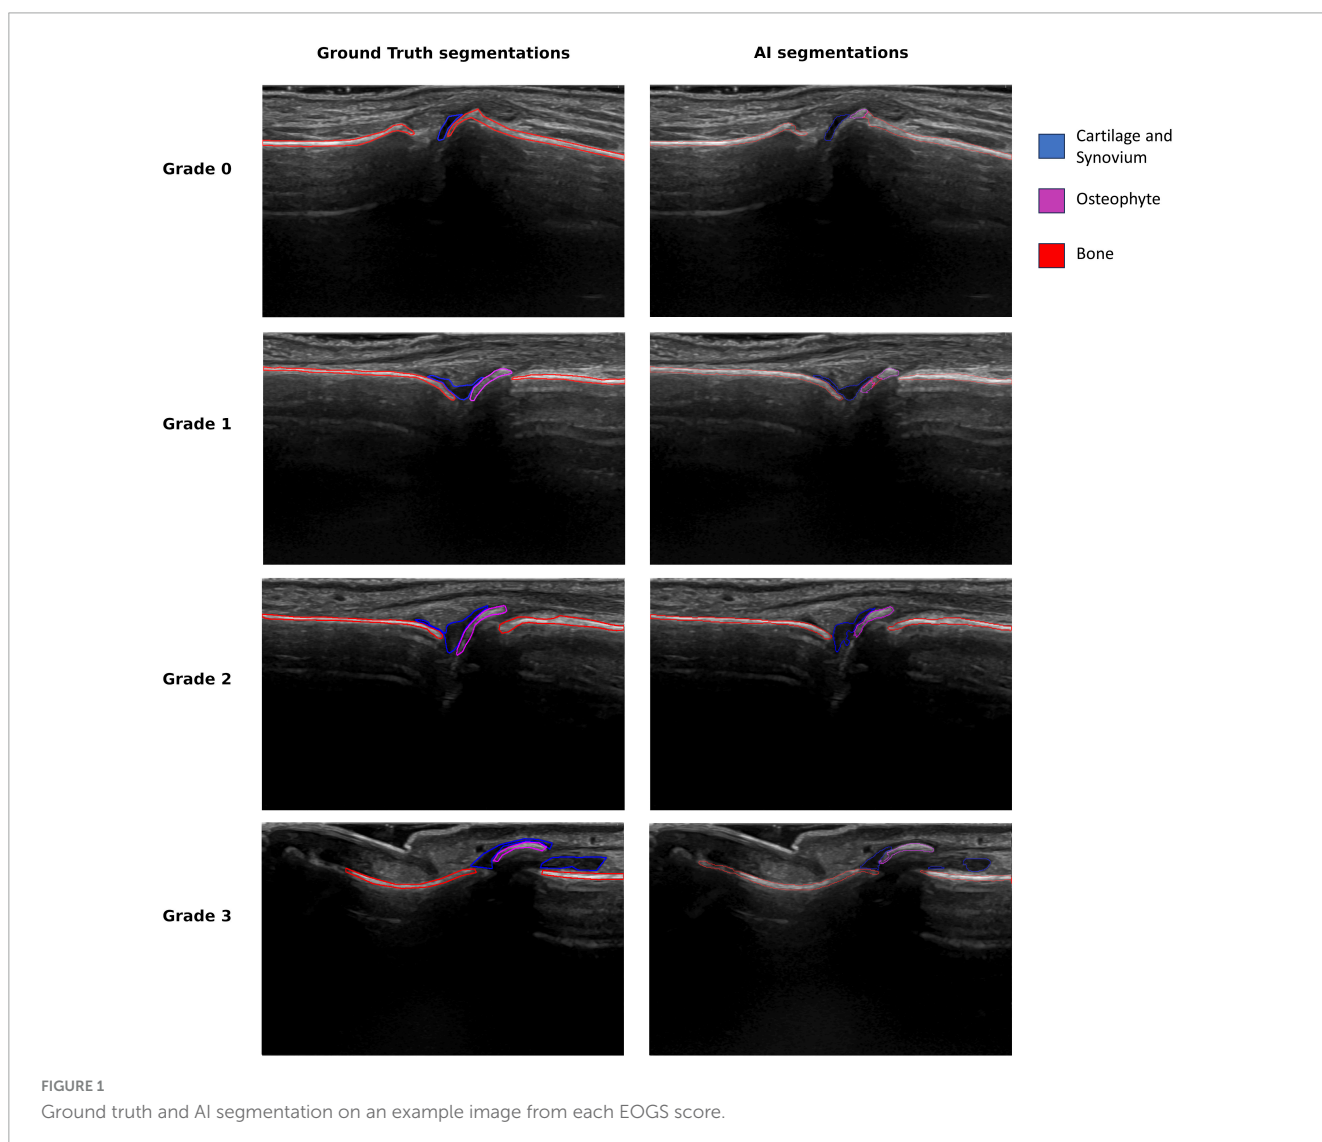 Ground Truth segmentations
AI segmentations
Grade 0
Cartilage and
Synovium
Osteophyte
Bone
Grade 1
Grade 2
Grade 3
FIGURE 1
Ground truth and AI segmentation on an example image from each EOGS score.